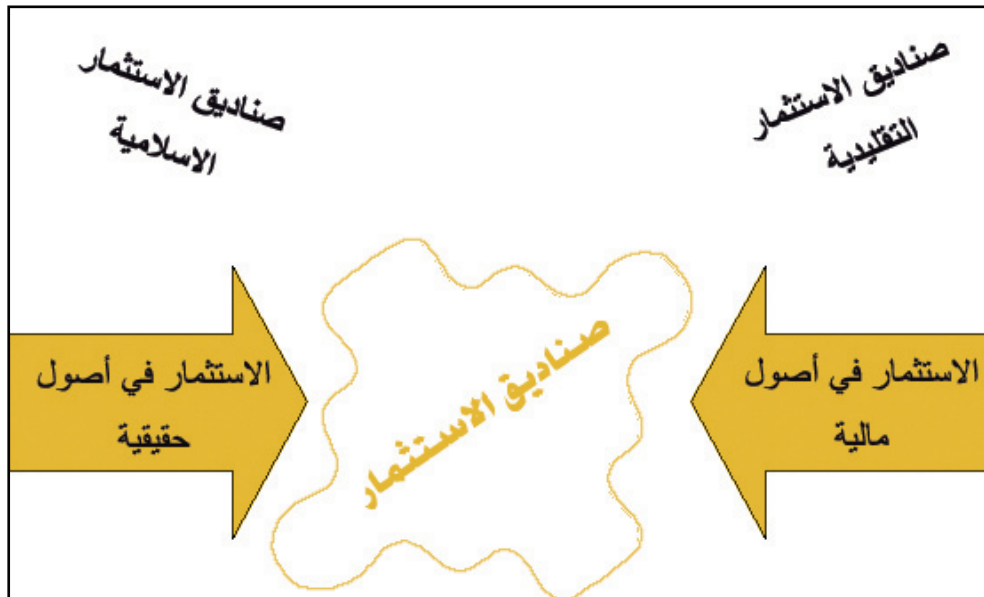 صناديق الاستثمار
التقليدية
صناديق الاستثمار
الاسلامية
الاستثمار في أصول
مالية
صناديق الاستثمار
الاستثمار في أصول
حقيقية